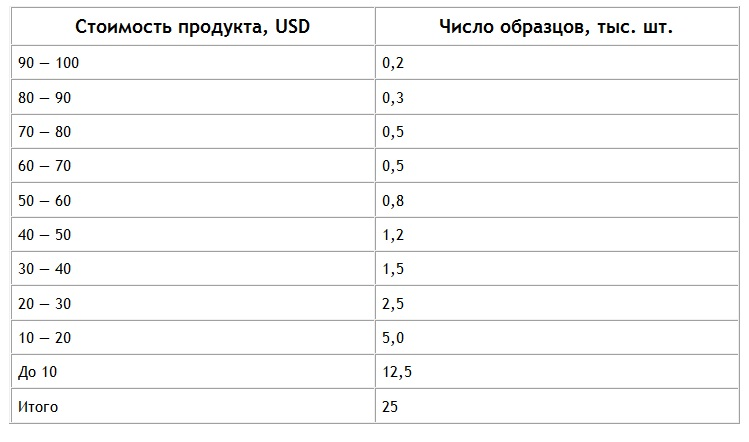 Стоимость продукта, USD Число образцов, тыс. шт.
90 — 100 0,2
80 — 90 0,3
70 — 80 0,5
60 — 70 0,5
50 — 60 0,8
40 — 50 1,2
30 — 40 1,5
20 — 30 2,5
10 — 20 5,0
До 10 12,5
Итого 25